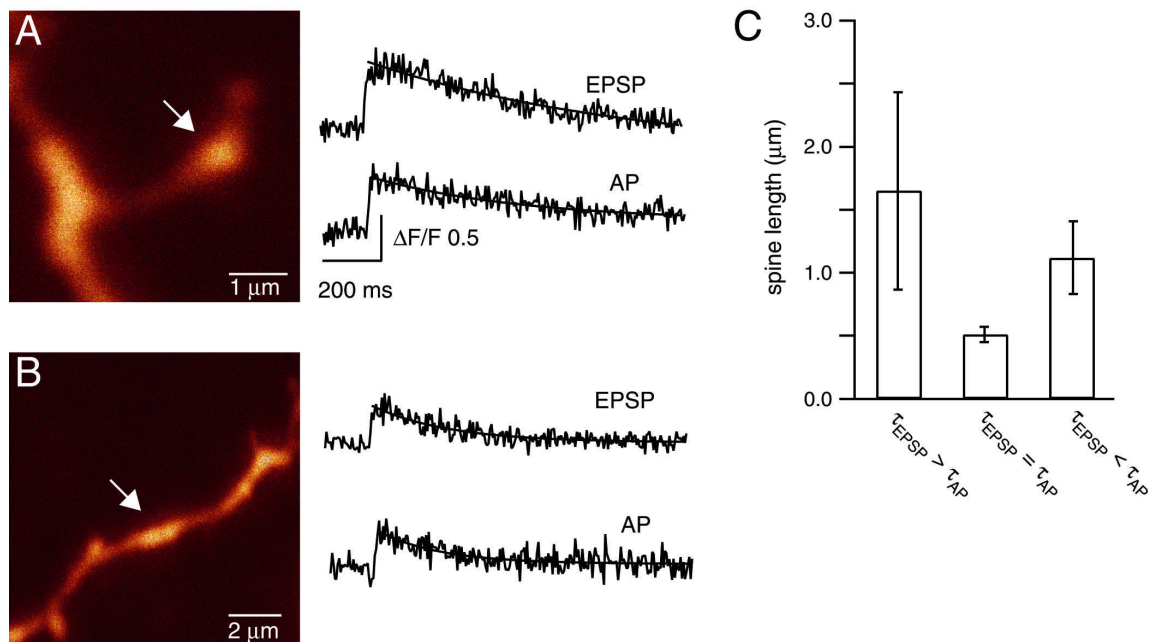 A
1 μm
EPSP
AP
ΔF/F 0.5
200 ms
B
2 μm
EPSP
AP
C
spine length (μm)
3.0
2.0
1.0
0.0
τEPSP > τAP
τEPSP = τAP
τEPSP < τAP